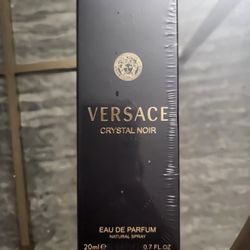 VERSACE
CRYSTAL NOIR
EAU DE PARFUM
NATURAL SPRAY
20ml℮ 0.7 FL.OZ